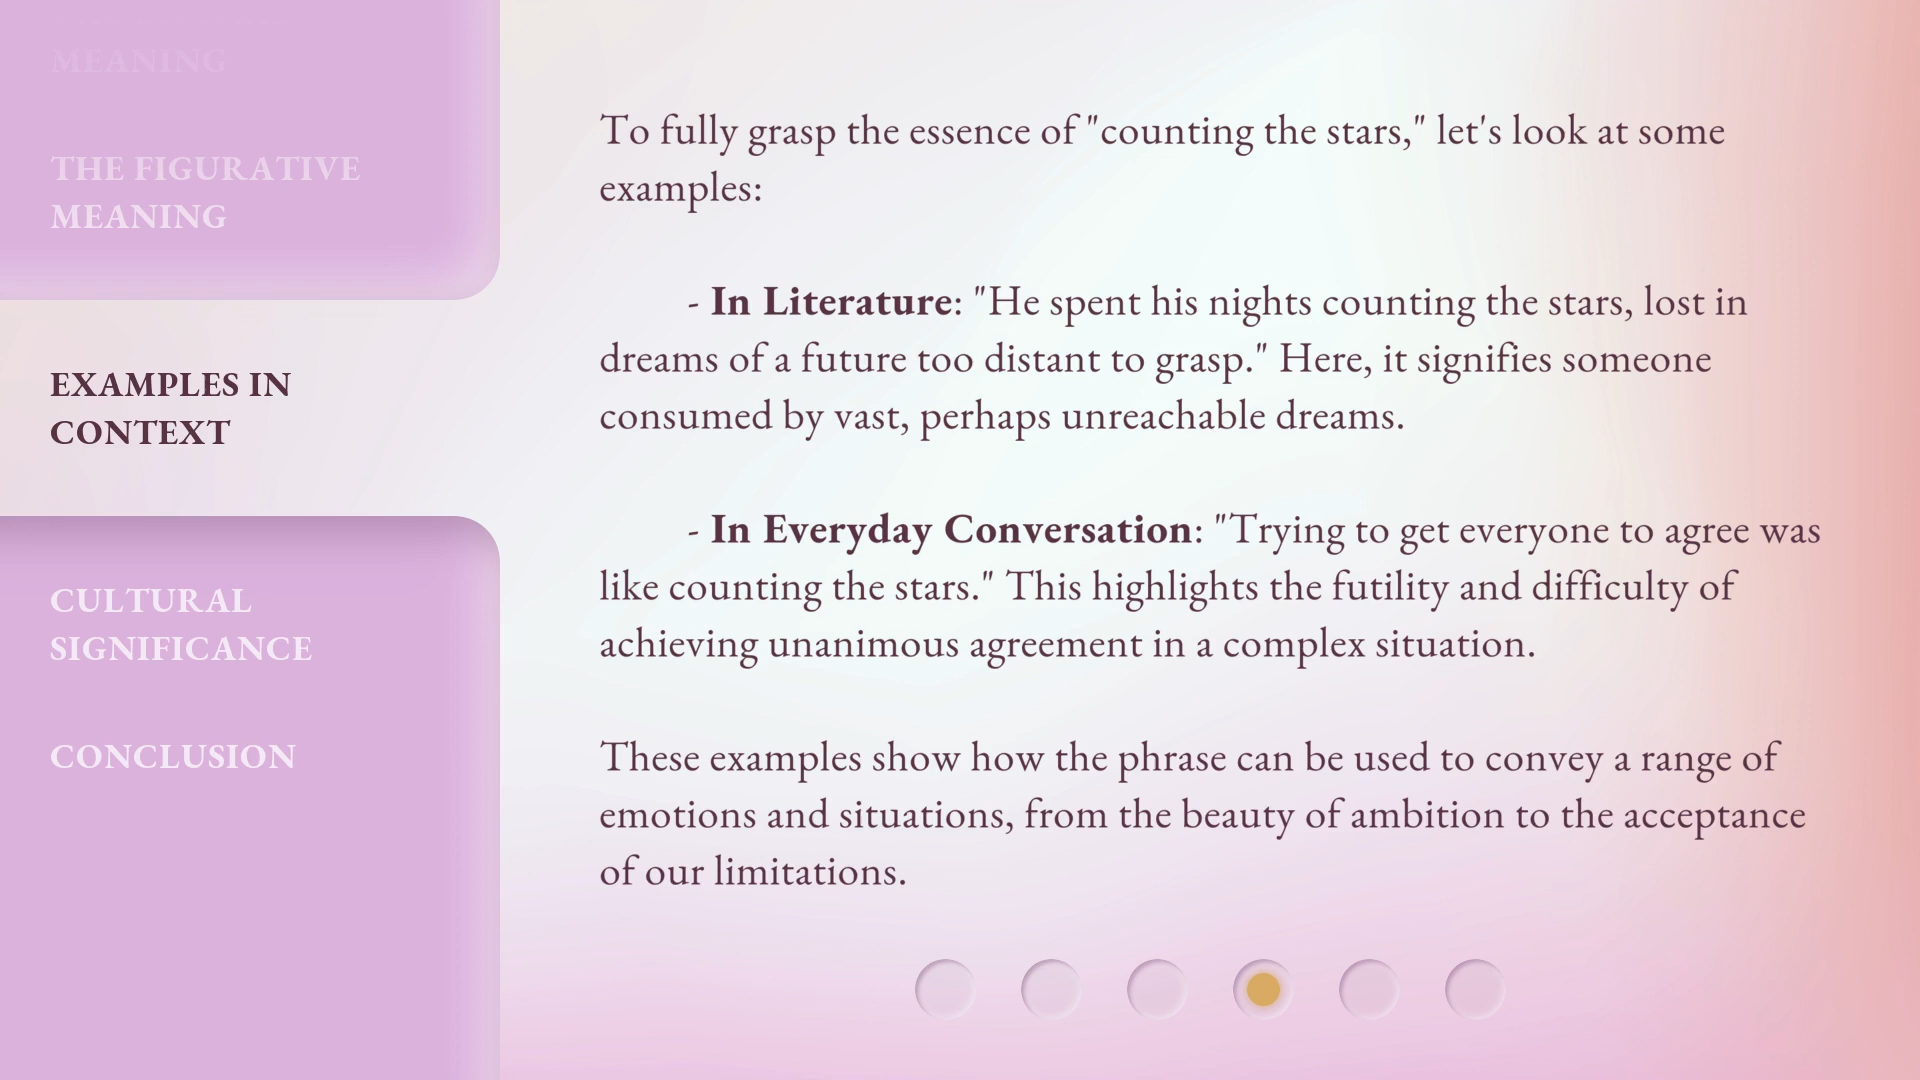 MEANING
THE FIGURATIVE
MEANING
EXAMPLES IN
CONTEXT
CULTURAL
SIGNIFICANCE
CONCLUSION
To fully grasp the essence of "counting the stars," let's look at some
examples:
- In Literature: "He spent his nights counting the stars, lost in
dreams of a future too distant to grasp." Here, it signifies someone
consumed by vast, perhaps unreachable dreams.
- In Everyday Conversation: "Trying to get everyone to agree was
like counting the stars." This highlights the futility and difficulty of
achieving unanimous agreement in a complex situation.
These examples show how the phrase can be used to convey a range of
emotions and situations, from the beauty of ambition to the acceptance
of our limitations.